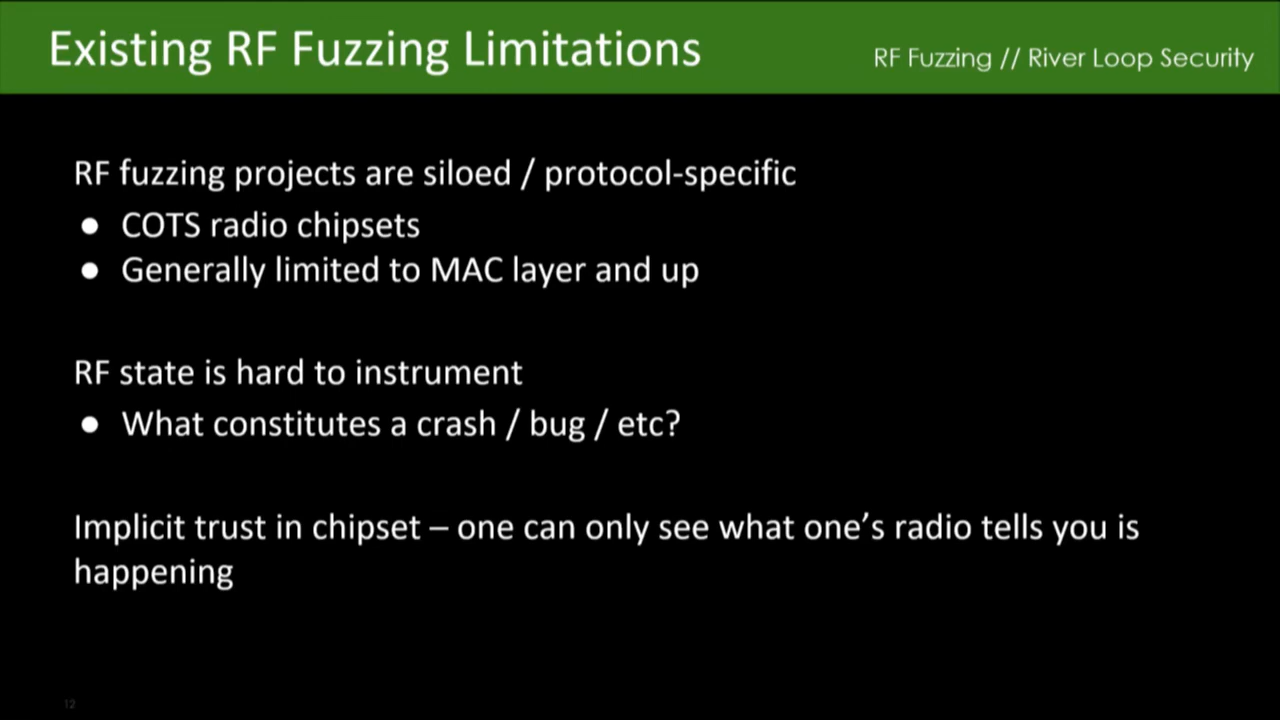 Existing RF Fuzzing Limitations
RF Fuzzing // River Loop Security
RF fuzzing projects are siloed / protocol-specific
● COTS radio chipsets
● Generally limited to MAC layer and up
RF state is hard to instrument
● What constitutes a crash / bug / etc?
Implicit trust in chipset – one can only see what one’s radio tells you is
happening
12